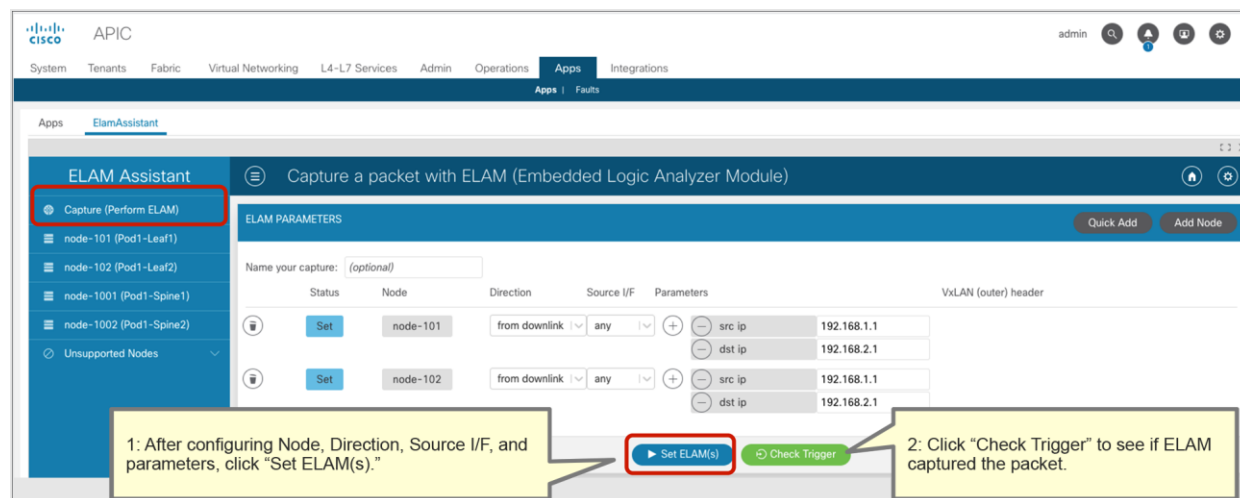 cisco
APIC
admin
1
System Tenants Fabric Virtual Networking L4-L7 Services Admin Operations Apps Integrations
Apps | Faults
Apps ElamAssistant
ELAM Assistant
Capture a packet with ELAM (Embedded Logic Analyzer Module)
Capture (Perform ELAM)
node-101 (Pod1-Leaf1)
node-102 (Pod1-Leaf2)
node-1001 (Pod1-Spine1)
node-1002 (Pod1-Spine2)
Unsupported Nodes
ELAM PARAMETERS
Quick Add Add Node
Name your capture: (optional)
Status Node Direction Source I/F Parameters VxLAN (outer) header
Set node-101 from downlink any src ip 192.168.1.1
dst ip 192.168.2.1
Set node-102 from downlink any src ip 192.168.1.1
dst ip 192.168.2.1
Set ELAM(s) Check Trigger
1: After configuring Node, Direction, Source I/F, and
parameters, click “Set ELAM(s).”
2: Click “Check Trigger” to see if ELAM
captured the packet.